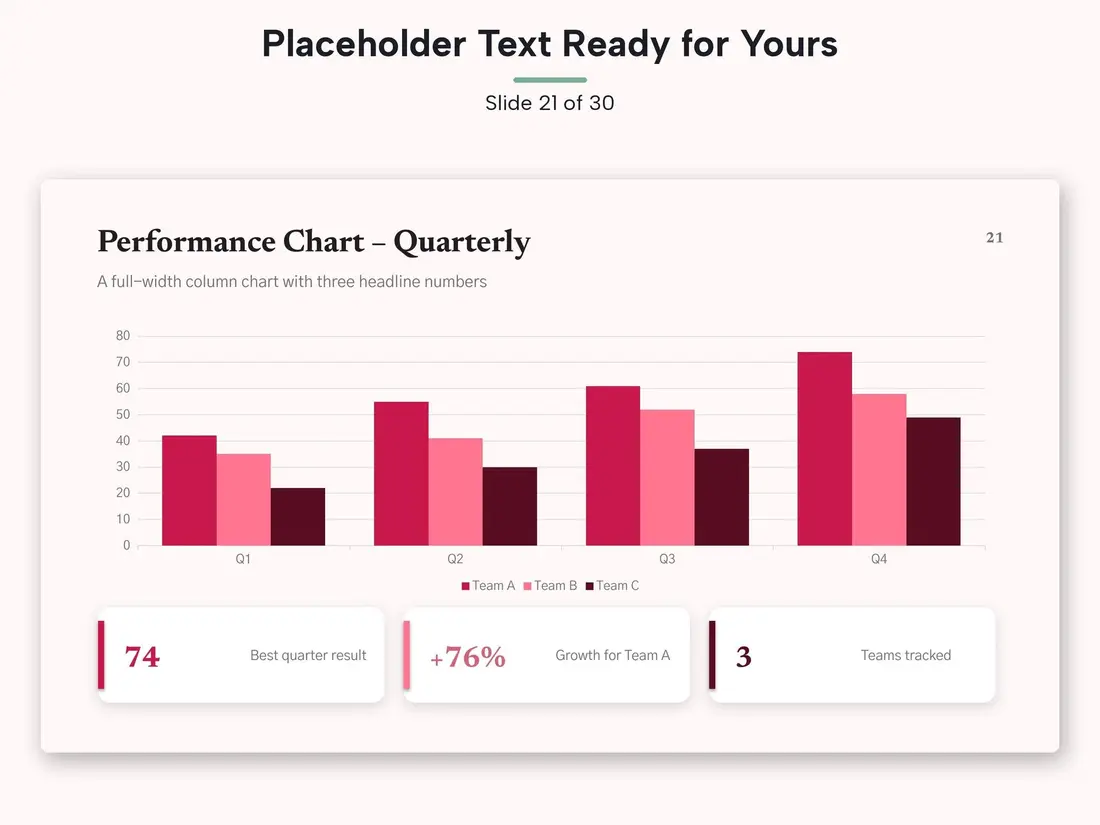 Placeholder Text Ready for Yours
Slide 21 of 30
Performance Chart – Quarterly
21
A full-width column chart with three headline numbers
80
70
60
50
40
30
20
10
0
Q1 Q2 Q3 Q4
Team A Team B Team C
74 Best quarter result
+76% Growth for Team A
3 Teams tracked